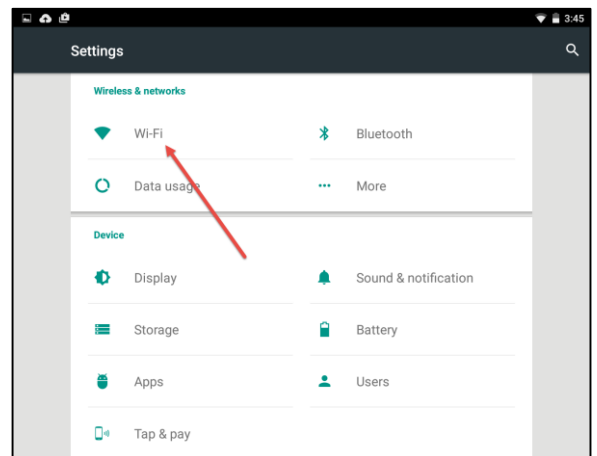 3:45
Settings
Wireless & networks
Wi-Fi
Bluetooth
Data usage
More
Device
Display
Sound & notification
Storage
Battery
Apps
Users
Tap & pay